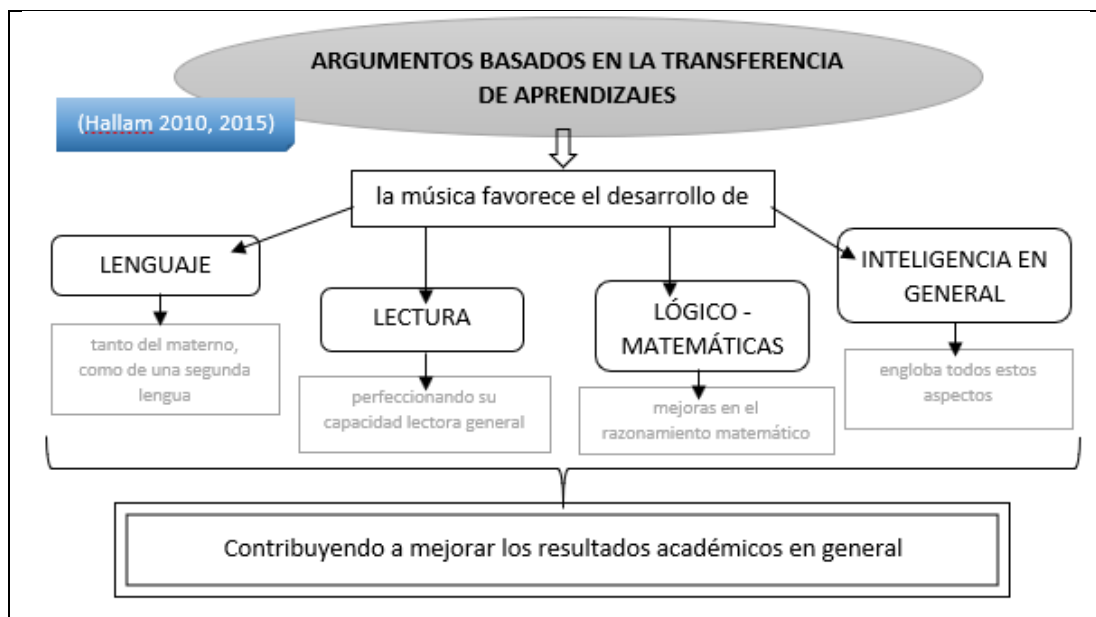 ARGUMENTOS BASADOS EN LA TRANSFERENCIA
DE APRENDIZAJES
(Hallam 2010, 2015)
la música favorece el desarrollo de
LENGUAJE
tanto del materno,
como de una segunda
lengua
LECTURA
perfeccionando su
capacidad lectora general
LÓGICO -
MATEMÁTICAS
mejoras en el
razonamiento matemático
INTELIGENCIA EN
GENERAL
engloba todos estos
aspectos
Contribuyendo a mejorar los resultados académicos en general